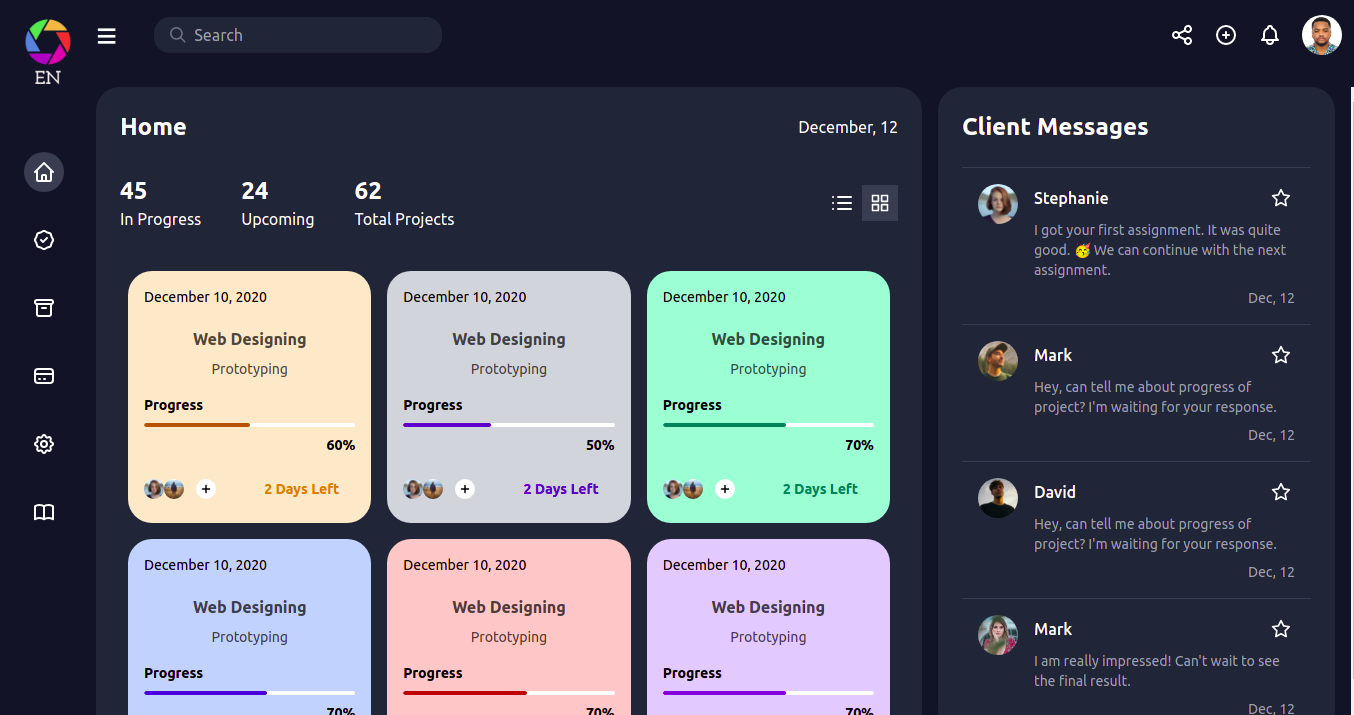 EN
Search
Home
December, 12
45
In Progress
24
Upcoming
62
Total Projects
December 10, 2020
Web Designing
Prototyping
Progress
60%
2 Days Left
December 10, 2020
Web Designing
Prototyping
Progress
50%
2 Days Left
December 10, 2020
Web Designing
Prototyping
Progress
70%
2 Days Left
December 10, 2020
Web Designing
Prototyping
Progress
70%
December 10, 2020
Web Designing
Prototyping
Progress
70%
December 10, 2020
Web Designing
Prototyping
Progress
70%
Client Messages
Stephanie
I got your first assignment. It was quite
good. 🥳 We can continue with the next
assignment.
Dec, 12
Mark
Hey, can tell me about progress of
project? I'm waiting for your response.
Dec, 12
David
Hey, can tell me about progress of
project? I'm waiting for your response.
Dec, 12
Mark
I am really impressed! Can't wait to see
the final result.
Dec, 12